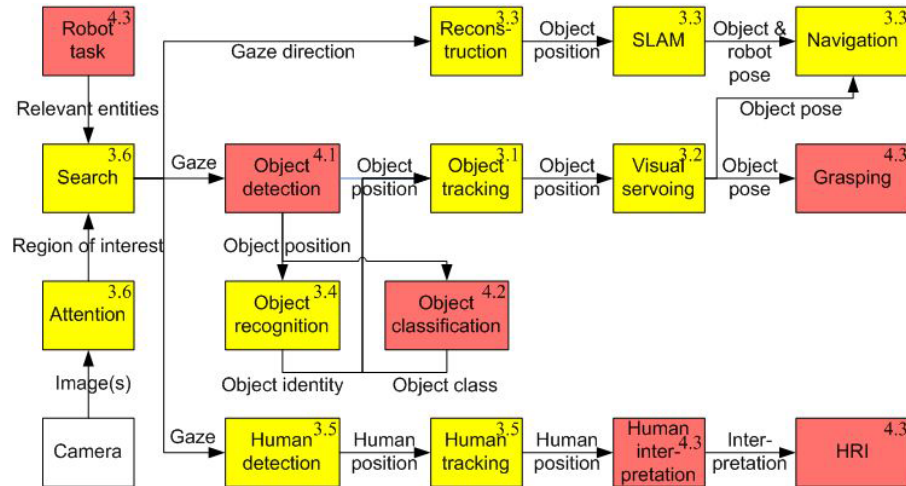 4.3
Robot
task
Relevant entities
3.6
Search
Region of interest
3.6
Attention
Image(s)
Camera
Gaze direction
3.3
Recons-
truction
Object
position
3.3
SLAM
Object &
robot
pose
3.3
Navigation
Object pose
Gaze
4.1
Object
detection
Object
position
3.1
Object
tracking
Object
position
3.2
Visual
servoing
Object
pose
4.3
Grasping
Object position
3.4
Object
recognition
4.2
Object
classification
Object identity
Object class
Gaze
3.5
Human
detection
Human
position
3.5
Human
tracking
Human
position
Human
4.3
inter-
pretation
Inter-
pretation
4.3
HRI